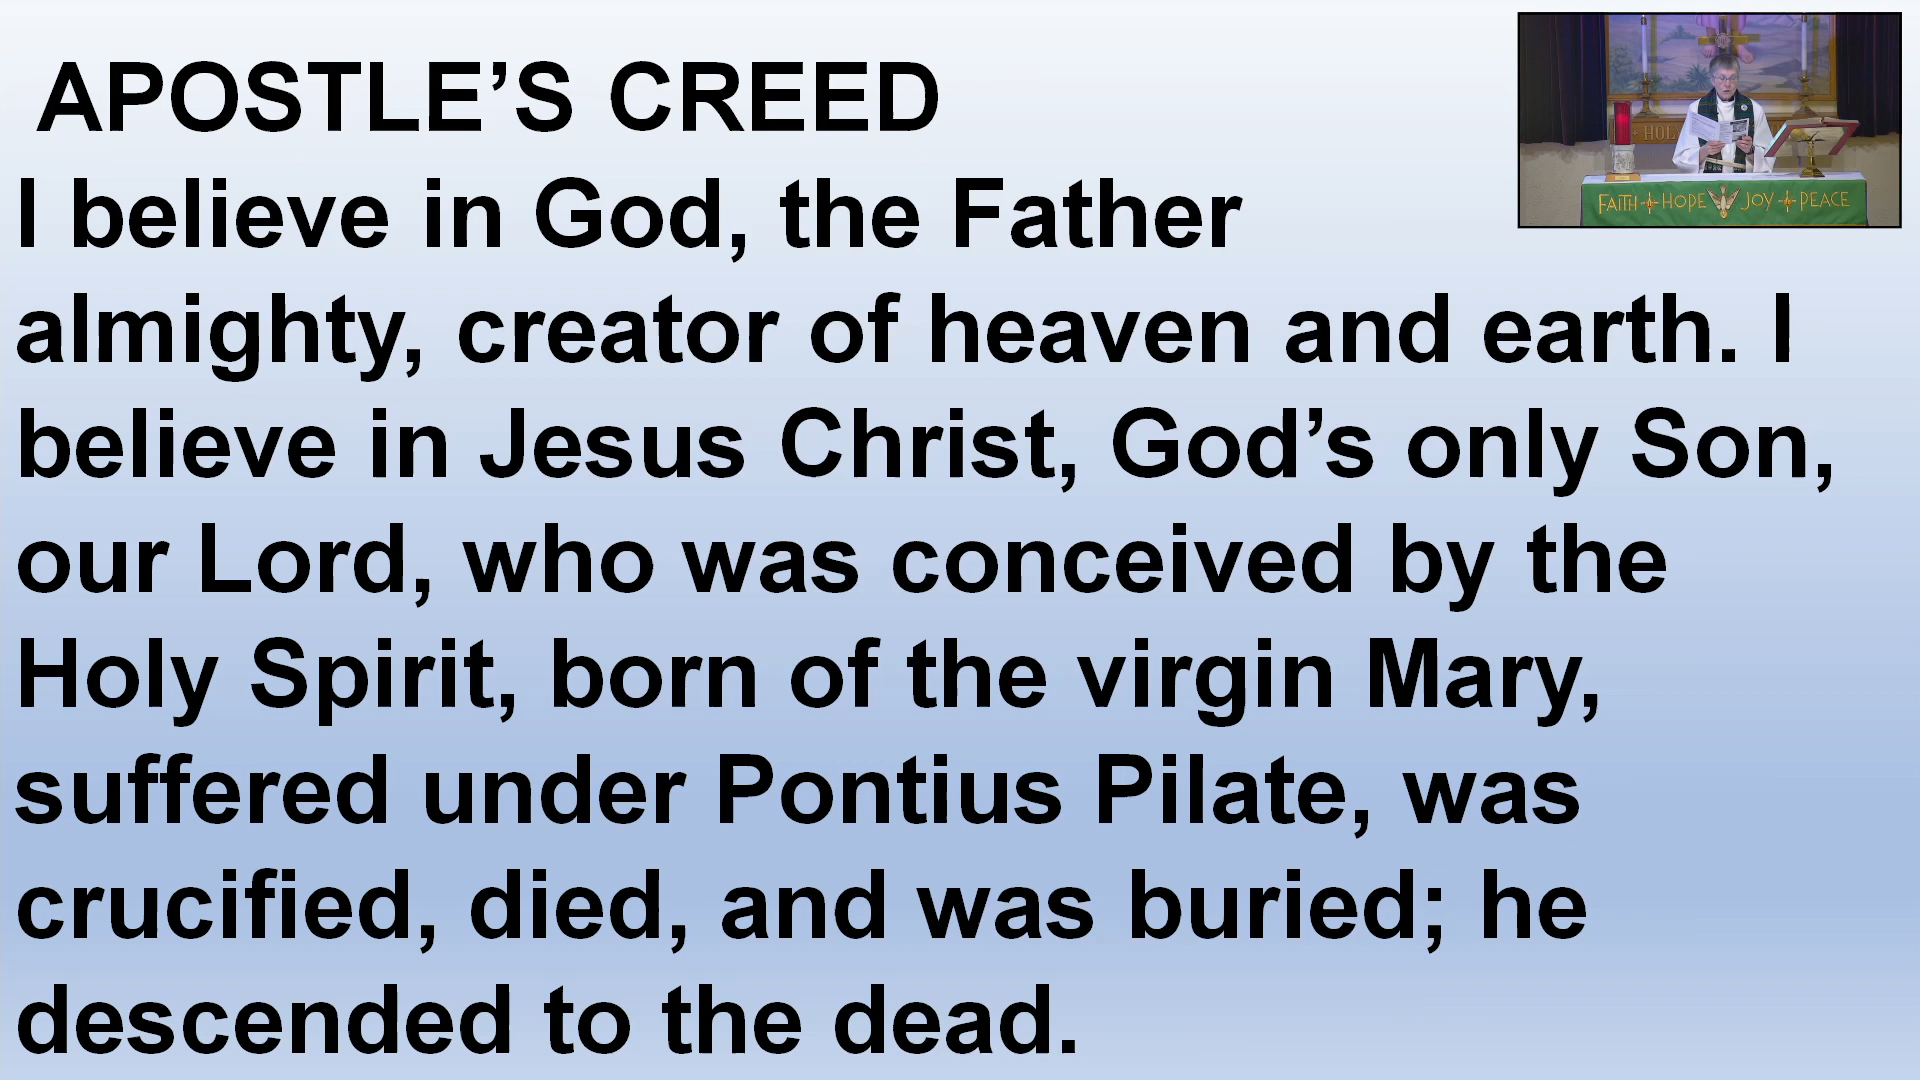 APOSTLE’S CREED
I believe in God, the Father
almighty, creator of heaven and earth. I
believe in Jesus Christ, God’s only Son,
our Lord, who was conceived by the
Holy Spirit, born of the virgin Mary,
suffered under Pontius Pilate, was
crucified, died, and was buried; he
descended to the dead.
HOL
FAITH HOPE JOY PEACE